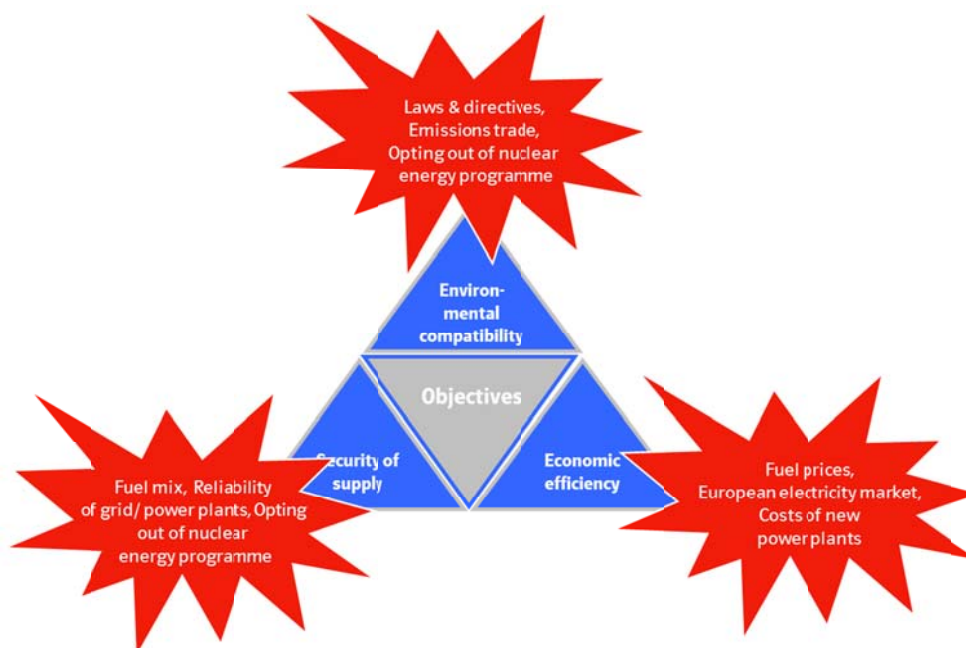 Laws & directives,
Emissions trade,
Opting out of nuclear
energy programme
Environ-
mental
compatibility
Objectives
Security of
supply
Economic
efficiency
Fuel mix, Reliability
of grid/ power plants, Opting
out of nuclear
energy programme
Fuel prices,
European electricity market,
Costs of new
power plants